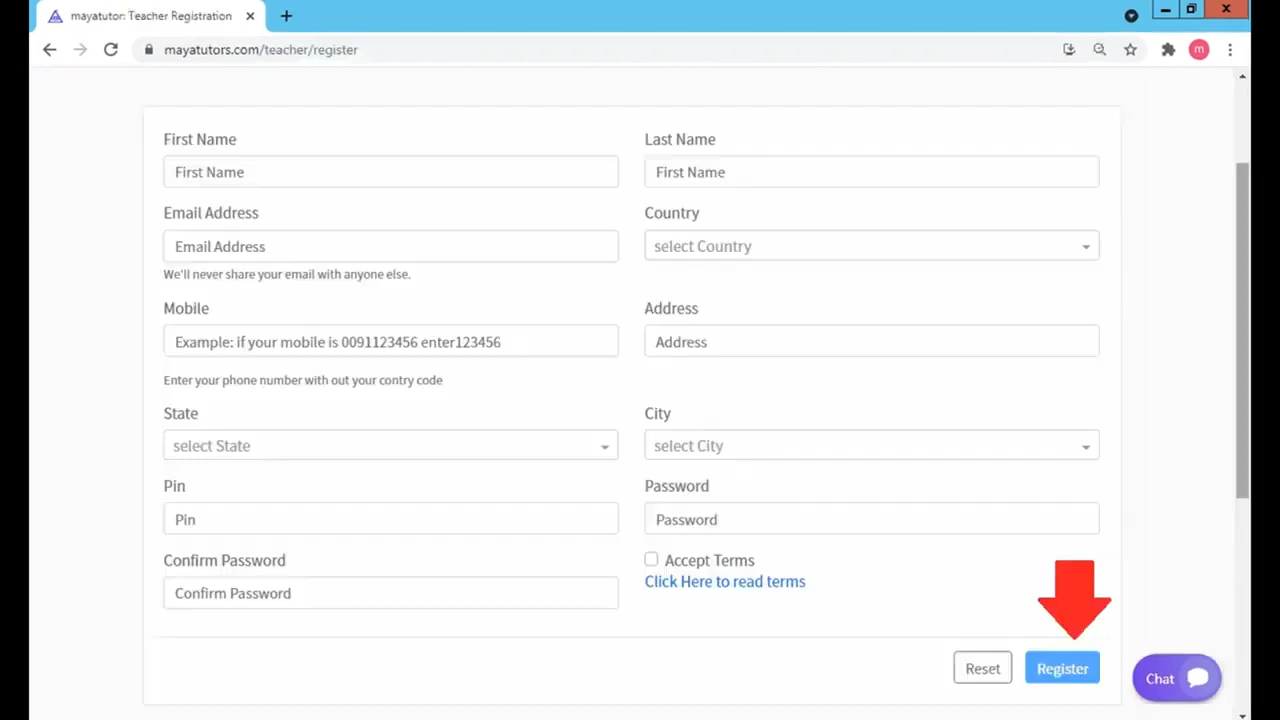 mayatutor: Teacher Registration
mayatutors.com/teacher/register
m
First Name
Last Name
First Name
First Name
Email Address
Country
Email Address
select Country
We'll never share your email with anyone else.
Mobile
Address
Example: if your mobile is 0091123456 enter123456
Address
Enter your phone number with out your contry code
State
City
select State
select City
Pin
Password
Pin
Password
Confirm Password
Accept Terms
Click Here to read terms
Confirm Password
Reset
Register
Chat